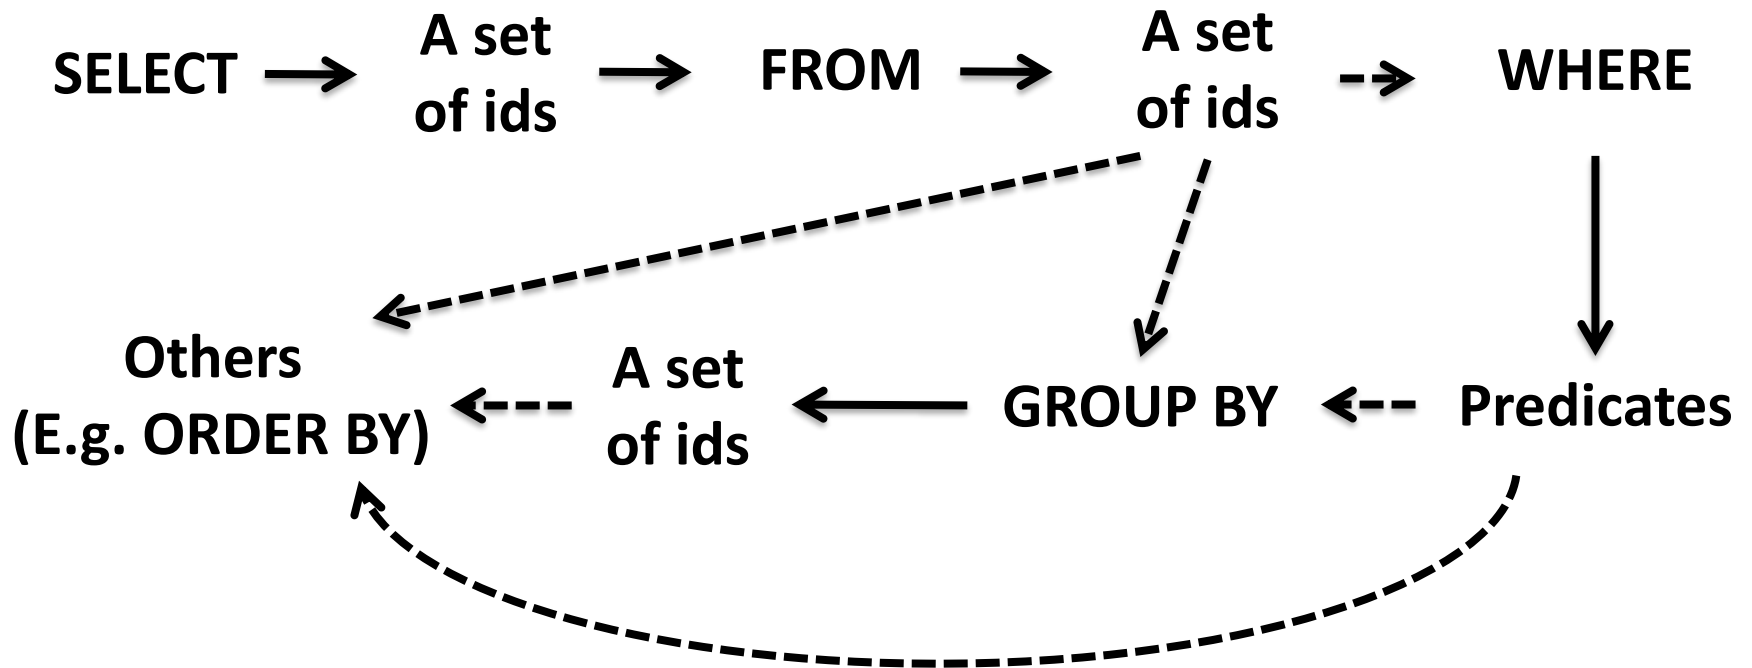 SELECT
A set
of ids
FROM
A set
of ids
WHERE
Others
(E.g. ORDER BY)
A set
of ids
GROUP BY
Predicates